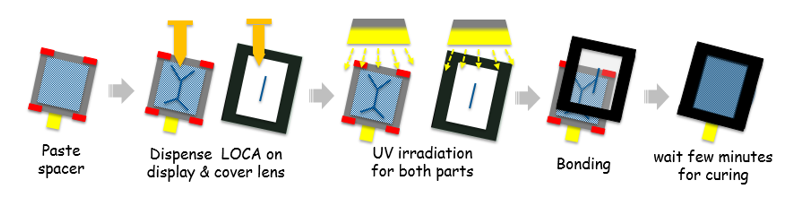 Paste
spacer
Dispense LOCA on
display & cover lens
UV irradiation
for both parts
Bonding
wait few minutes
for curing